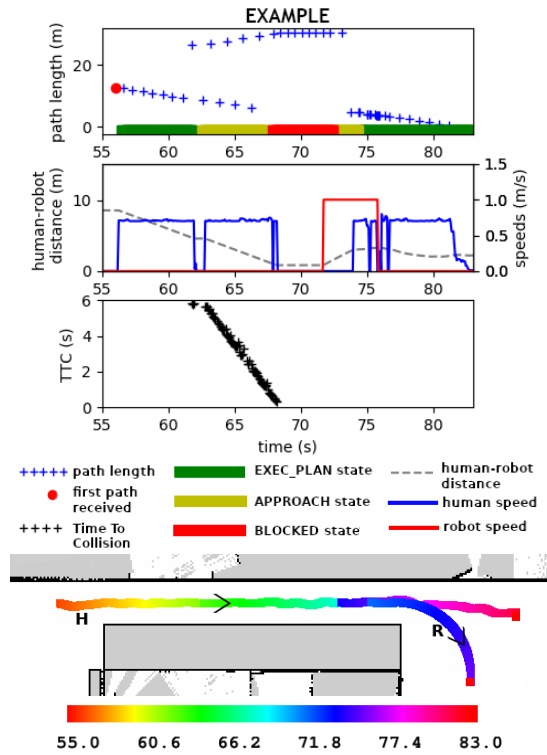 EXAMPLE
path length (m)
20
0
55 60 65 70 75 80
human-robot
distance (m)
10
0
1.5
1.0
0.5
0.0
speeds (m/s)
55 60 65 70 75 80
TTC (s)
6
4
2
0
55 60 65 70 75 80
time (s)
path length EXEC_PLAN state human-robot
distance
first path
received APPROACH state human speed
Time To
Collision BLOCKED state robot speed
H
R
55.0 60.6 66.2 71.8 77.4 83.0